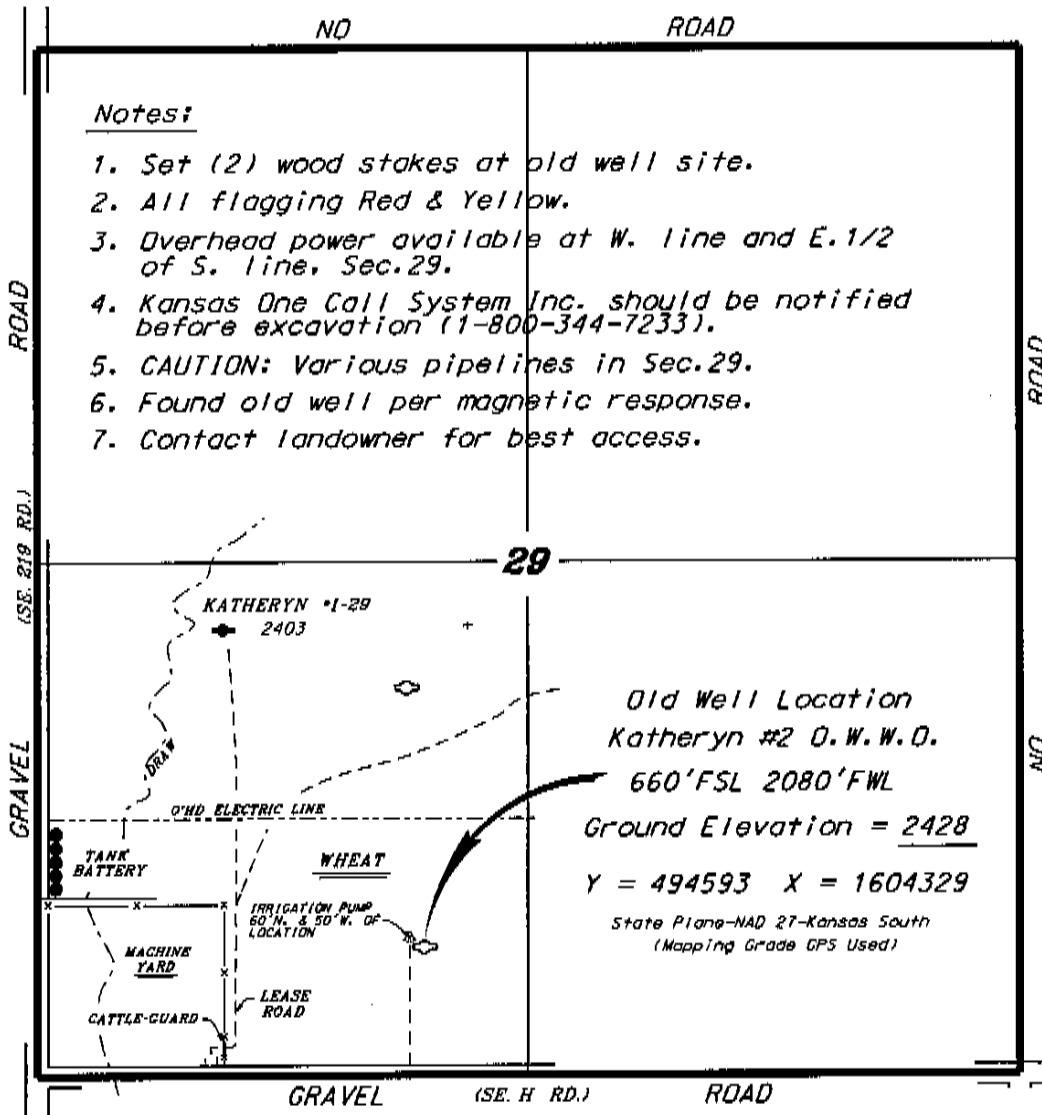 NO ROAD
Notes:
1. Set (2) wood stakes at old well site.
2. All flagging Red & Yellow.
3. Overhead power available at W. line and E.1/2
of S. line, Sec.29.
4. Kansas One Call System Inc. should be notified
before excavation (1-800-344-7233).
5. CAUTION: Various pipelines in Sec.29.
6. Found old well per magnetic response.
7. Contact landowner for best access.
GRAVEL (SE. 219 RD.) ROAD
NO ROAD
29
KATHERYN #1-29
2403
DRAW
O'HD ELECTRIC LINE
TANK
BATTERY
WHEAT
IRRIGATION PUMP
60'N. & 50'W. OF
LOCATION
MACHINE
YARD
LEASE
ROAD
CATTLE-GUARD
Old Well Location
Katheryn #2 O.W.W.O.
660'FSL 2080'FWL
Ground Elevation = 2428
Y = 494593 X = 1604329
State Plane-NAD 27-Kansas South
(Mapping Grade GPS Used)
GRAVEL (SE. H RD.) ROAD